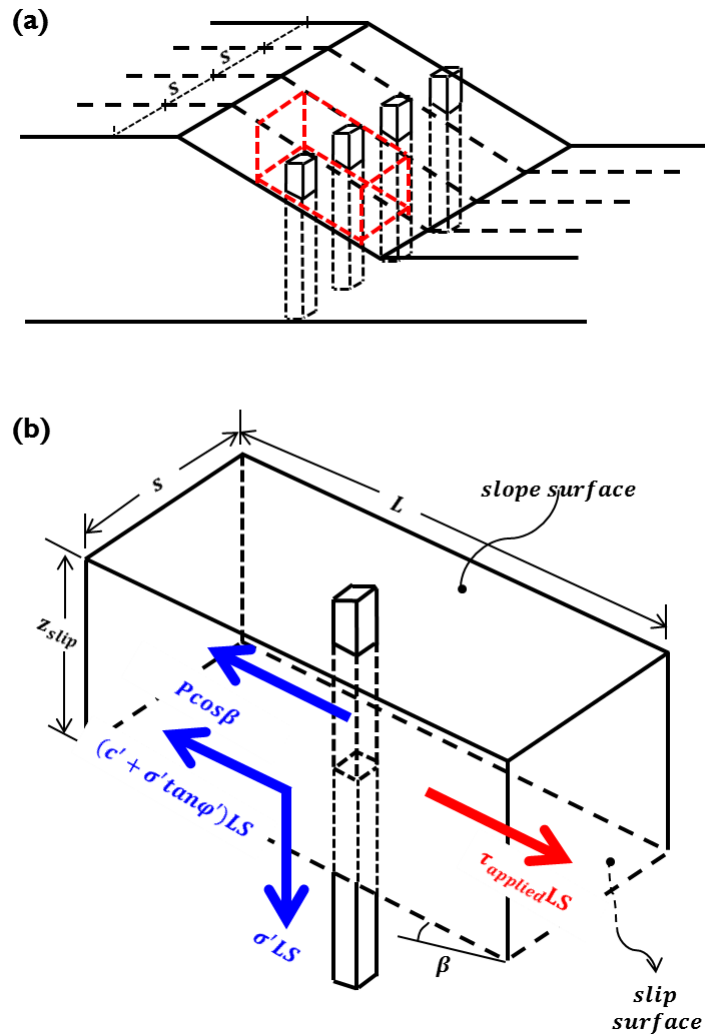 (a)
s
s
(b)
s
L
slope surface
z_slip
Pcosβ
(c′ + σ′tanφ′)LS
τ_applied LS
σ′LS
β
slip
surface